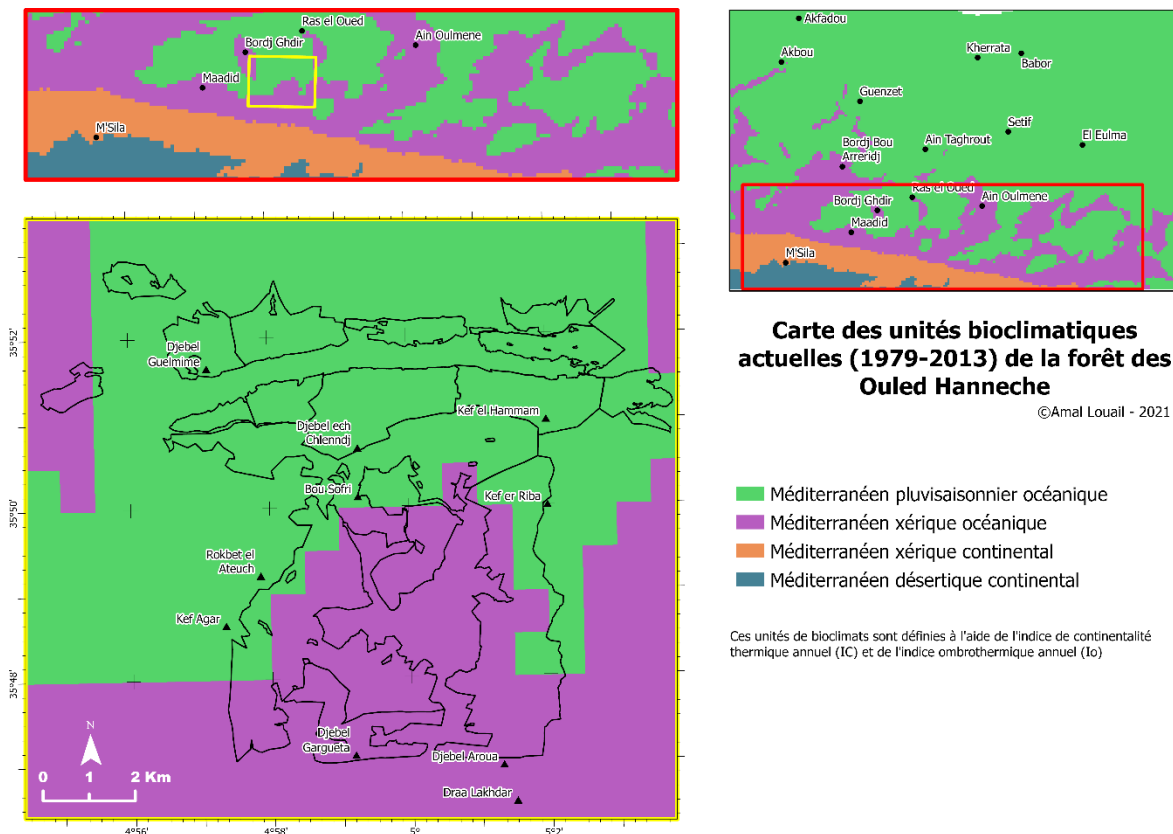 Ras el Oued
Bordj Ghdir
Ain Oulmene
Maadid
M'Sila
Akfadou
Akbou
Kherrata
Babor
Guenzet
Setif
El Eulma
Ain Taghrout
Bordj Bou
Arreridj
Ras el Oued
Bordj Ghdir
Ain Oulmene
Maadid
M'Sila
35°52'
35°50'
35°48'
Djebel
Guelmime
Kef el Hammam
Djebel ech
Chlenndj
Bou Sofri
Kef er Riba
Rokbet el
Ateuch
Kef Agar
Djebel
Gargueta
Djebel Aroua
Draa Lakhdar
N
0 1 2 Km
4°56' 4°58' 5° 5°2'
Carte des unités bioclimatiques
actuelles (1979-2013) de la forêt des
Ouled Hanneche
©Amal Louail - 2021
Méditerranéen pluvisaisonnier océanique
Méditerranéen xérique océanique
Méditerranéen xérique continental
Méditerranéen désertique continental
Ces unités de bioclimats sont définies à l'aide de l'indice de continentalité
thermique annuel (IC) et de l'indice ombrothermique annuel (Io)